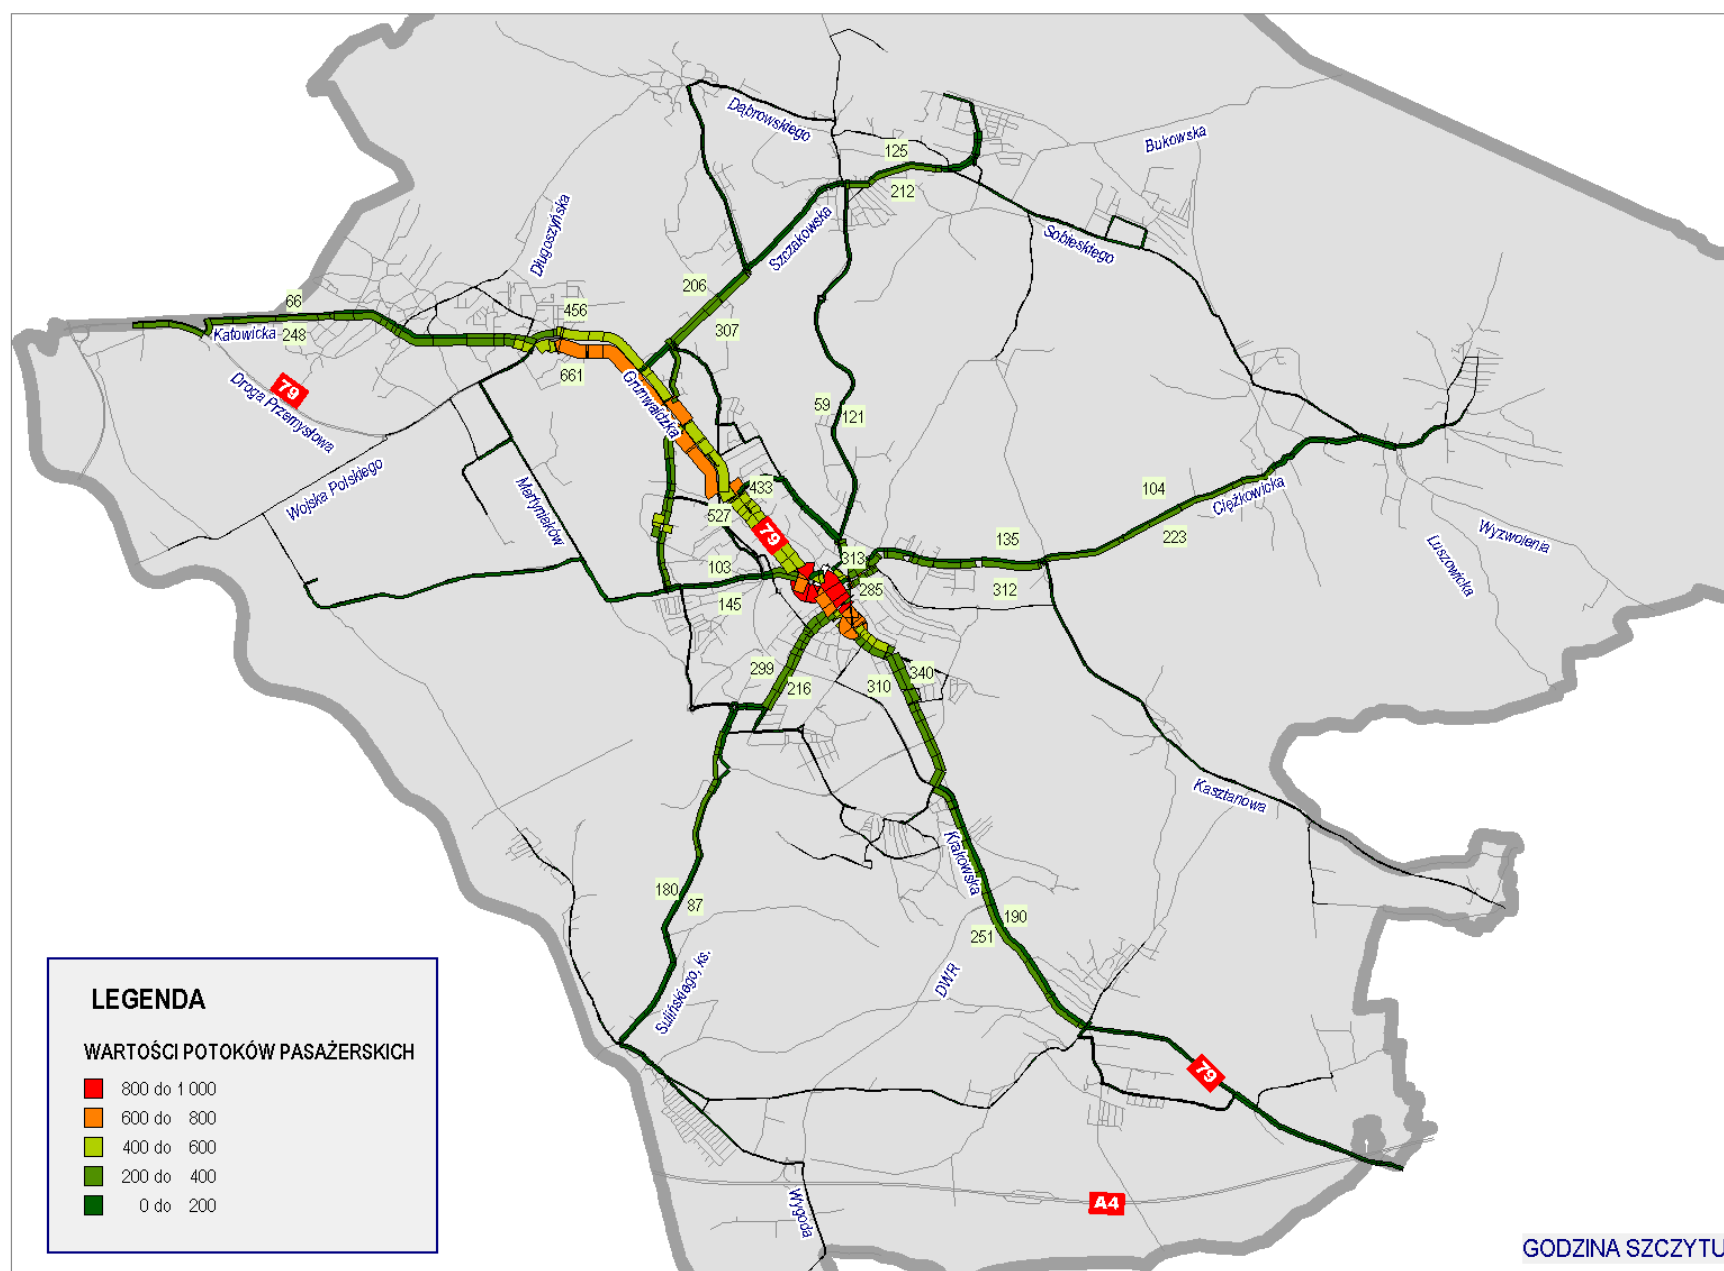 Dąbrowskiego
125
Bukowska
212
Długoszyńska
Szczakowska
Sobieskiego
206
66
456
307
Katowicka
248
661
79
Droga Przemysłowa
Grunwaldzka
59
121
Wojska Polskiego
Martyniaków
433
527
79
104
Ciężkowicka
223
Wyzwolenia
Luszowicka
135
313
103
285
312
145
299
216
340
310
Kasztanowa
Krakowska
180
87
190
251
DWR
Sulińskiego, ks.
79
A4
Wygoda
LEGENDA
WARTOŚCI POTOKÓW PASAŻERSKICH
800 do 1 000
600 do 800
400 do 600
200 do 400
0 do 200
GODZINA SZCZYTU